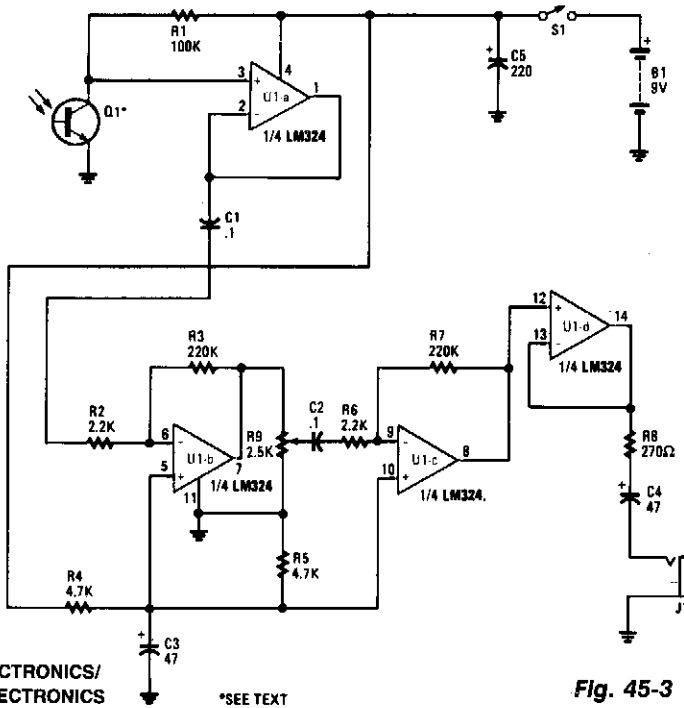 R1
100K
S1
+
C5
220
+
B1
9V
Q1*
3
+
4
1
U1-a
2
-
1/4 LM324
C1
.1
R3
220K
R7
220K
12
+
14
U1-d
13
-
1/4 LM324
R2
2.2K
6
-
U1-b
5
+
7
11
1/4 LM324
R9
2.5K
C2
.1
R6
2.2K
9
-
U1-c
8
10
+
1/4 LM324.
R8
270Ω
+
C4
47
R4
4.7K
R5
4.7K
+
C3
47
J1
CTRONICS/
ECTRONICS
*SEE TEXT
Fig. 45-3